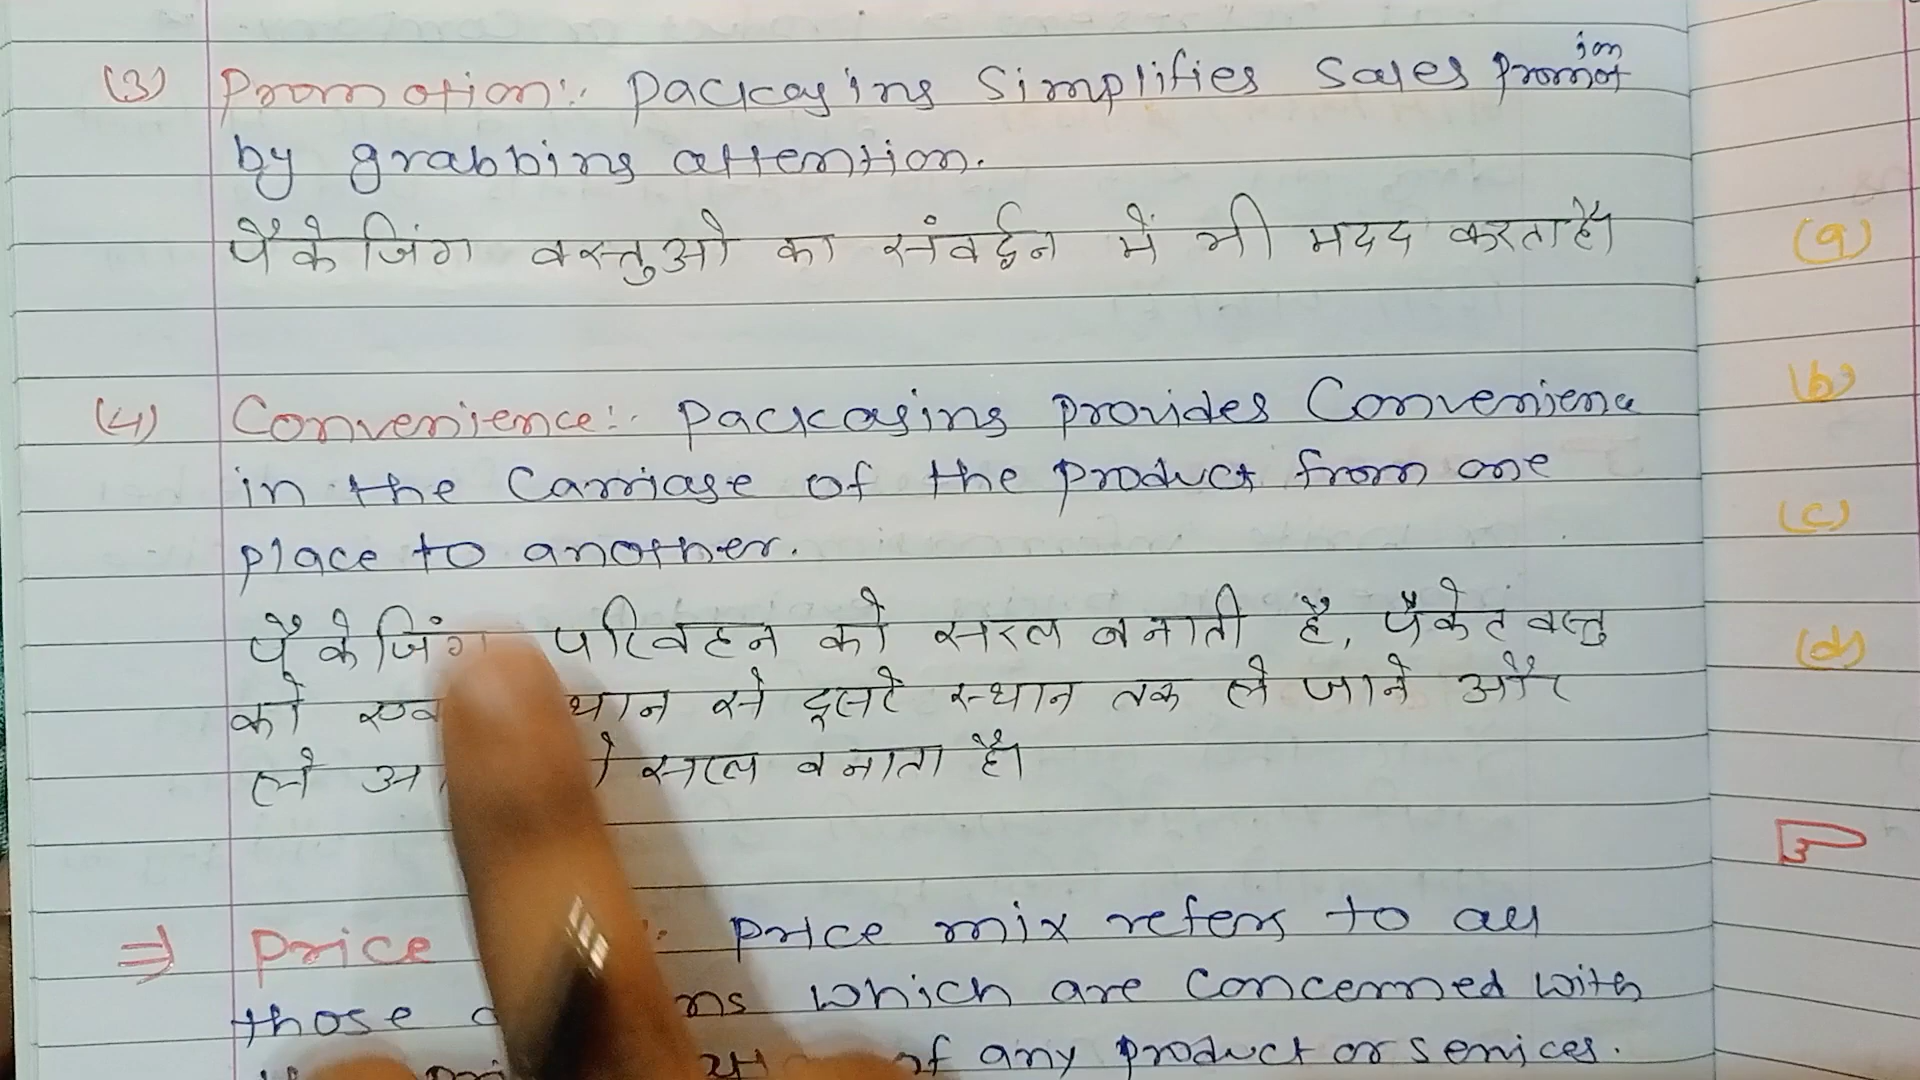 (3) Promotion:- Packaging Simplifies Sales Promotion
by grabbing attention.
पैकेजिंग वस्तुओ का संवर्द्धन में भी मदद करता है।
(a)
(b)
(4) Convenience:- Packaging provides Convenience
in the Carriage of the product from one
(c)
place to another.
पैकेजिंग परिवहन को सरल बनाती है, पैकेट वस्तु
(d)
को एक स्थान से दूसरे स्थान तक ले जाने और
ले सरल बनाता है।
⇒ Price :- Price mix refers to all
those which are concerned with
of any product or services.